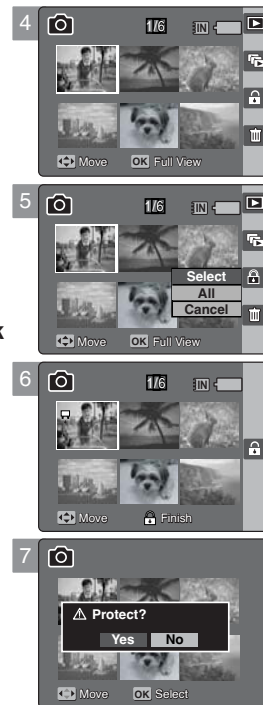 4
1/6 IN
Move OK Full View
5
1/6 IN
Select
All
Cancel
k
Move OK Full View
6
1/6 IN
Move Finish
7
Protect?
Yes No
Move OK Select